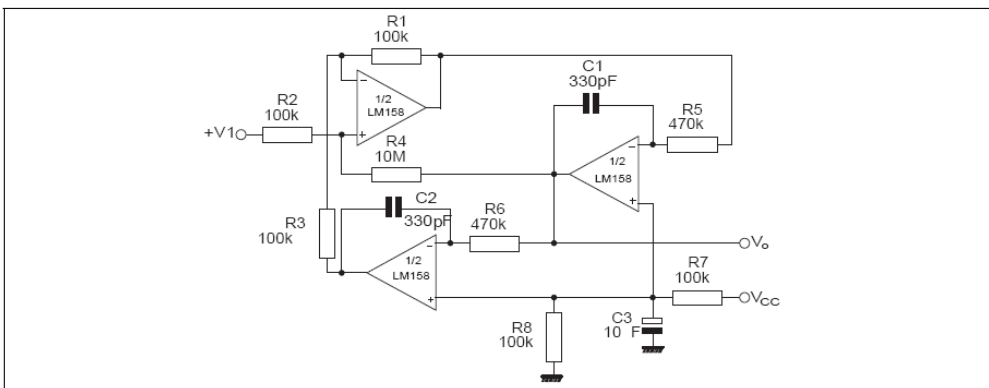 R1
100k
C1
330pF
1/2
LM158
R2
100k
R5
470k
+V1
R4
10M
1/2
LM158
C2
330pF
R6
470k
R3
100k
1/2
LM158
Vo
R7
100k
VCC
C3
10 F
R8
100k
-
+
-
+
-
+